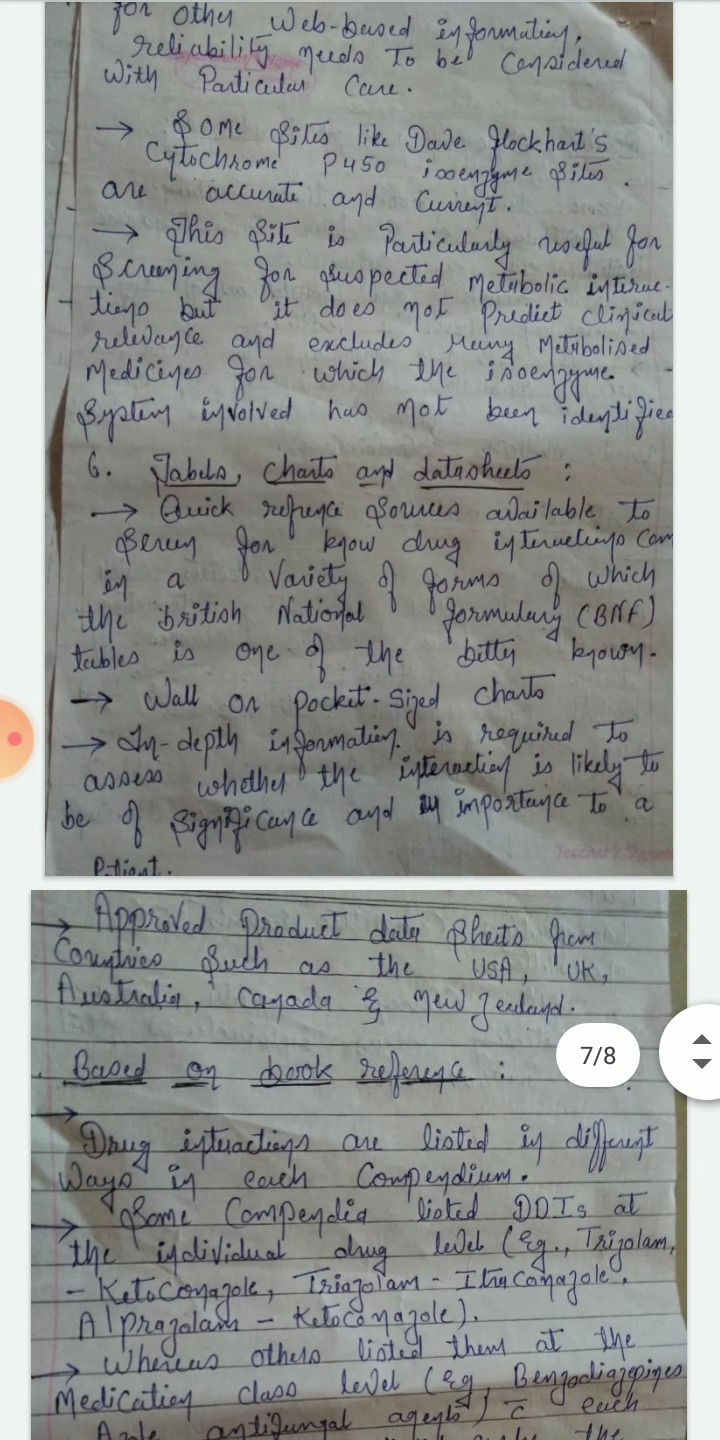 for Other Web-based information,
reliability needs to be Considered
With Particular Care.
→ Some Sites like Dave flockhart's
Cytochrome P450 isoenzyme Sites.
are accurate and Current.
→ This Site is Particularly useful for
Screening for Suspected Metabolic interac-
tions but it does not Predict clinical
relevance and excludes Many Metabolised
Medicines for which the isoenzyme
System involved has not been identified
6. Tabels, charts and datasheets :
→ Quick refrence Sources available to
Screen for know drug interactions Com
in a Variety of forms of which
the british National formulary (BNF)
tables is one of the bitter known.
→ Wall or pocket-sized Charts
→ In-depth information is required to
assess whether the interaction is likely to
be of Significance and importance to a
Patient.
→ Approved Product data Sheets from
Countries Such as the USA, UK,
Australia, Canada & New Zealand.
7/8
Based on book reference :
→
Drug interactions are listed in different
Ways in each Compendium.
→ Some Compendia listed DDIs at
the individual drug level (Eg., Trizolam,
- Ketoconazole, Triazolam - Itraconazole,
Alprazolam - Ketoconazole).
→ Whereas others listed them at the
Medication class level (eg, Benzodiazepines
Azole antifungal agents) c̄ each
the